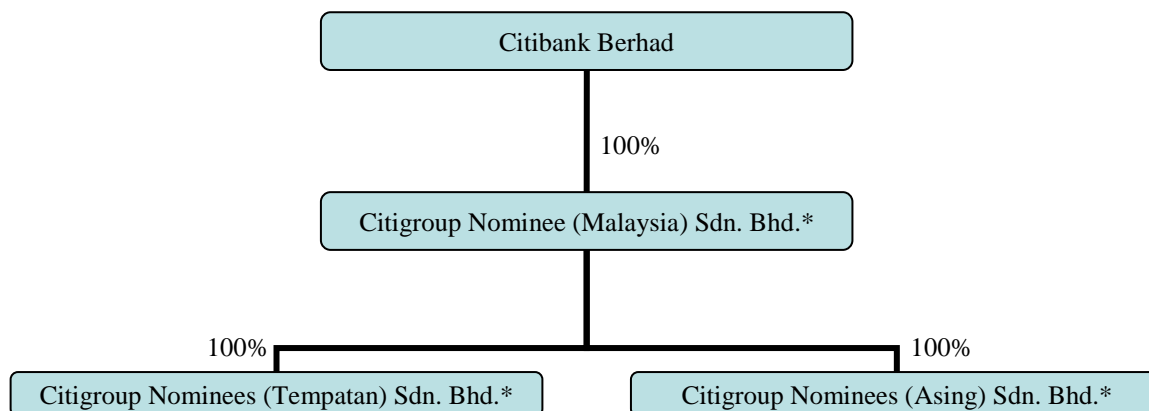 Citibank Berhad
100%
Citigroup Nominee (Malaysia) Sdn. Bhd.*
100%
100%
Citigroup Nominees (Tempatan) Sdn. Bhd.*
Citigroup Nominees (Asing) Sdn. Bhd.*